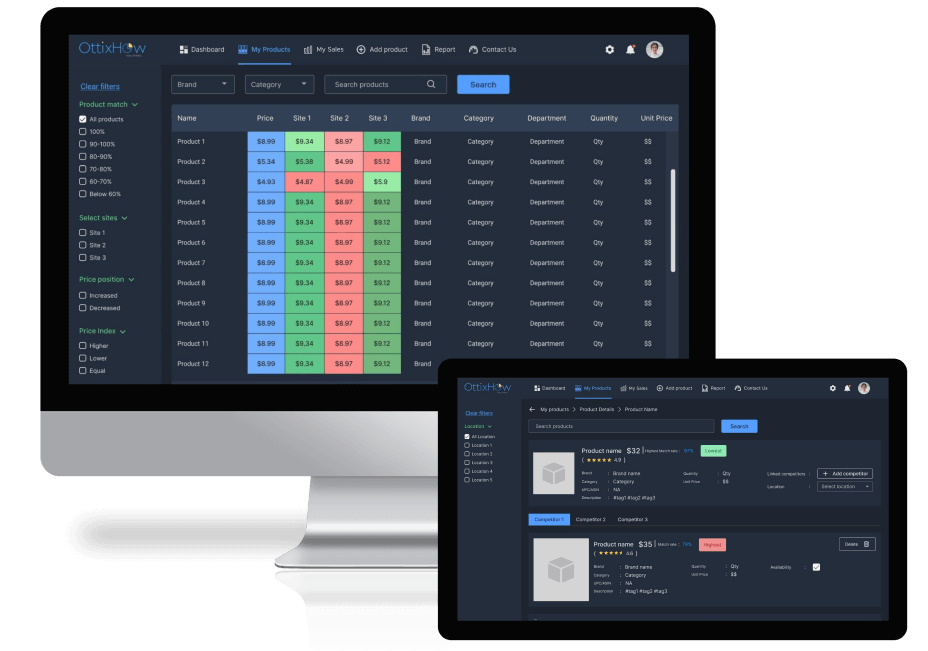 OttixHow
Dashboard My Products My Sales Add product Report Contact Us
Clear filters
Brand Category Search products Search
Product match
All products
100%
90-100%
80-90%
70-80%
60-70%
Below 60%
Select sites
Site 1
Site 2
Site 3
Price position
Increased
Decreased
Price Index
Higher
Lower
Equal
Name Price Site 1 Site 2 Site 3 Brand Category Department Quantity Unit Price
Product 1 $8.99 $9.34 $8.97 $9.12 Brand Category Department Qty $$
Product 2 $5.34 $5.38 $4.99 $5.12 Brand Category Department Qty $$
Product 3 $4.93 $4.87 $4.99 $5.9 Brand Category Department Qty $$
Product 4 $8.99 $9.34 $8.97 $9.12 Brand Category Department Qty $$
Product 5 $8.99 $9.34 $8.97 $9.12 Brand Category Department Qty $$
Product 6 $8.99 $9.34 $8.97 $9.12 Brand Category Department Qty $$
Product 7 $8.99 $9.34 $8.97 $9.12 Brand Category Department Qty $$
Product 8 $8.99 $9.34 $8.97 $9.12 Brand Category Department Qty $$
Product 9 $8.99 $9.34 $8.97 $9.12 Brand Category Department Qty $$
Product 10 $8.99 $9.34 $8.97 $9.12 Brand Category Department Qty $$
Product 11 $8.99 $9.34 $8.97 $9.12 Brand Category Department Qty $$
Product 12 $8.99 $9.34 $8.97 $9.12 Brand
OttixHow
Dashboard My Products My Sales Add product Report Contact Us
Clear filters
Location
All Location
Location 1
Location 2
Location 3
Location 4
Location 5
My products > Product Details > Product Name
Search products Search
Product name $32 | Highest Match rate : 97% Lowest
( ★★★★★ 4.9 )
Brand : Brand name Quantity : Qty Linked competitors : + Add competitor
Category : Category Unit Price : $$ Location : Select location
UPC/ASIN : NA
Description : #tag1 #tag2 #tag3
Competitor 1 Competitor 2 Competitor 3
Product name $35 | Match rate : 79% Highest Delete
( ★★★★★ 4.6 )
Brand : Brand name Quantity : Qty Availability :
Category : Category Unit Price : $$
UPC/ASIN : NA
Description : #tag1 #tag2 #tag3